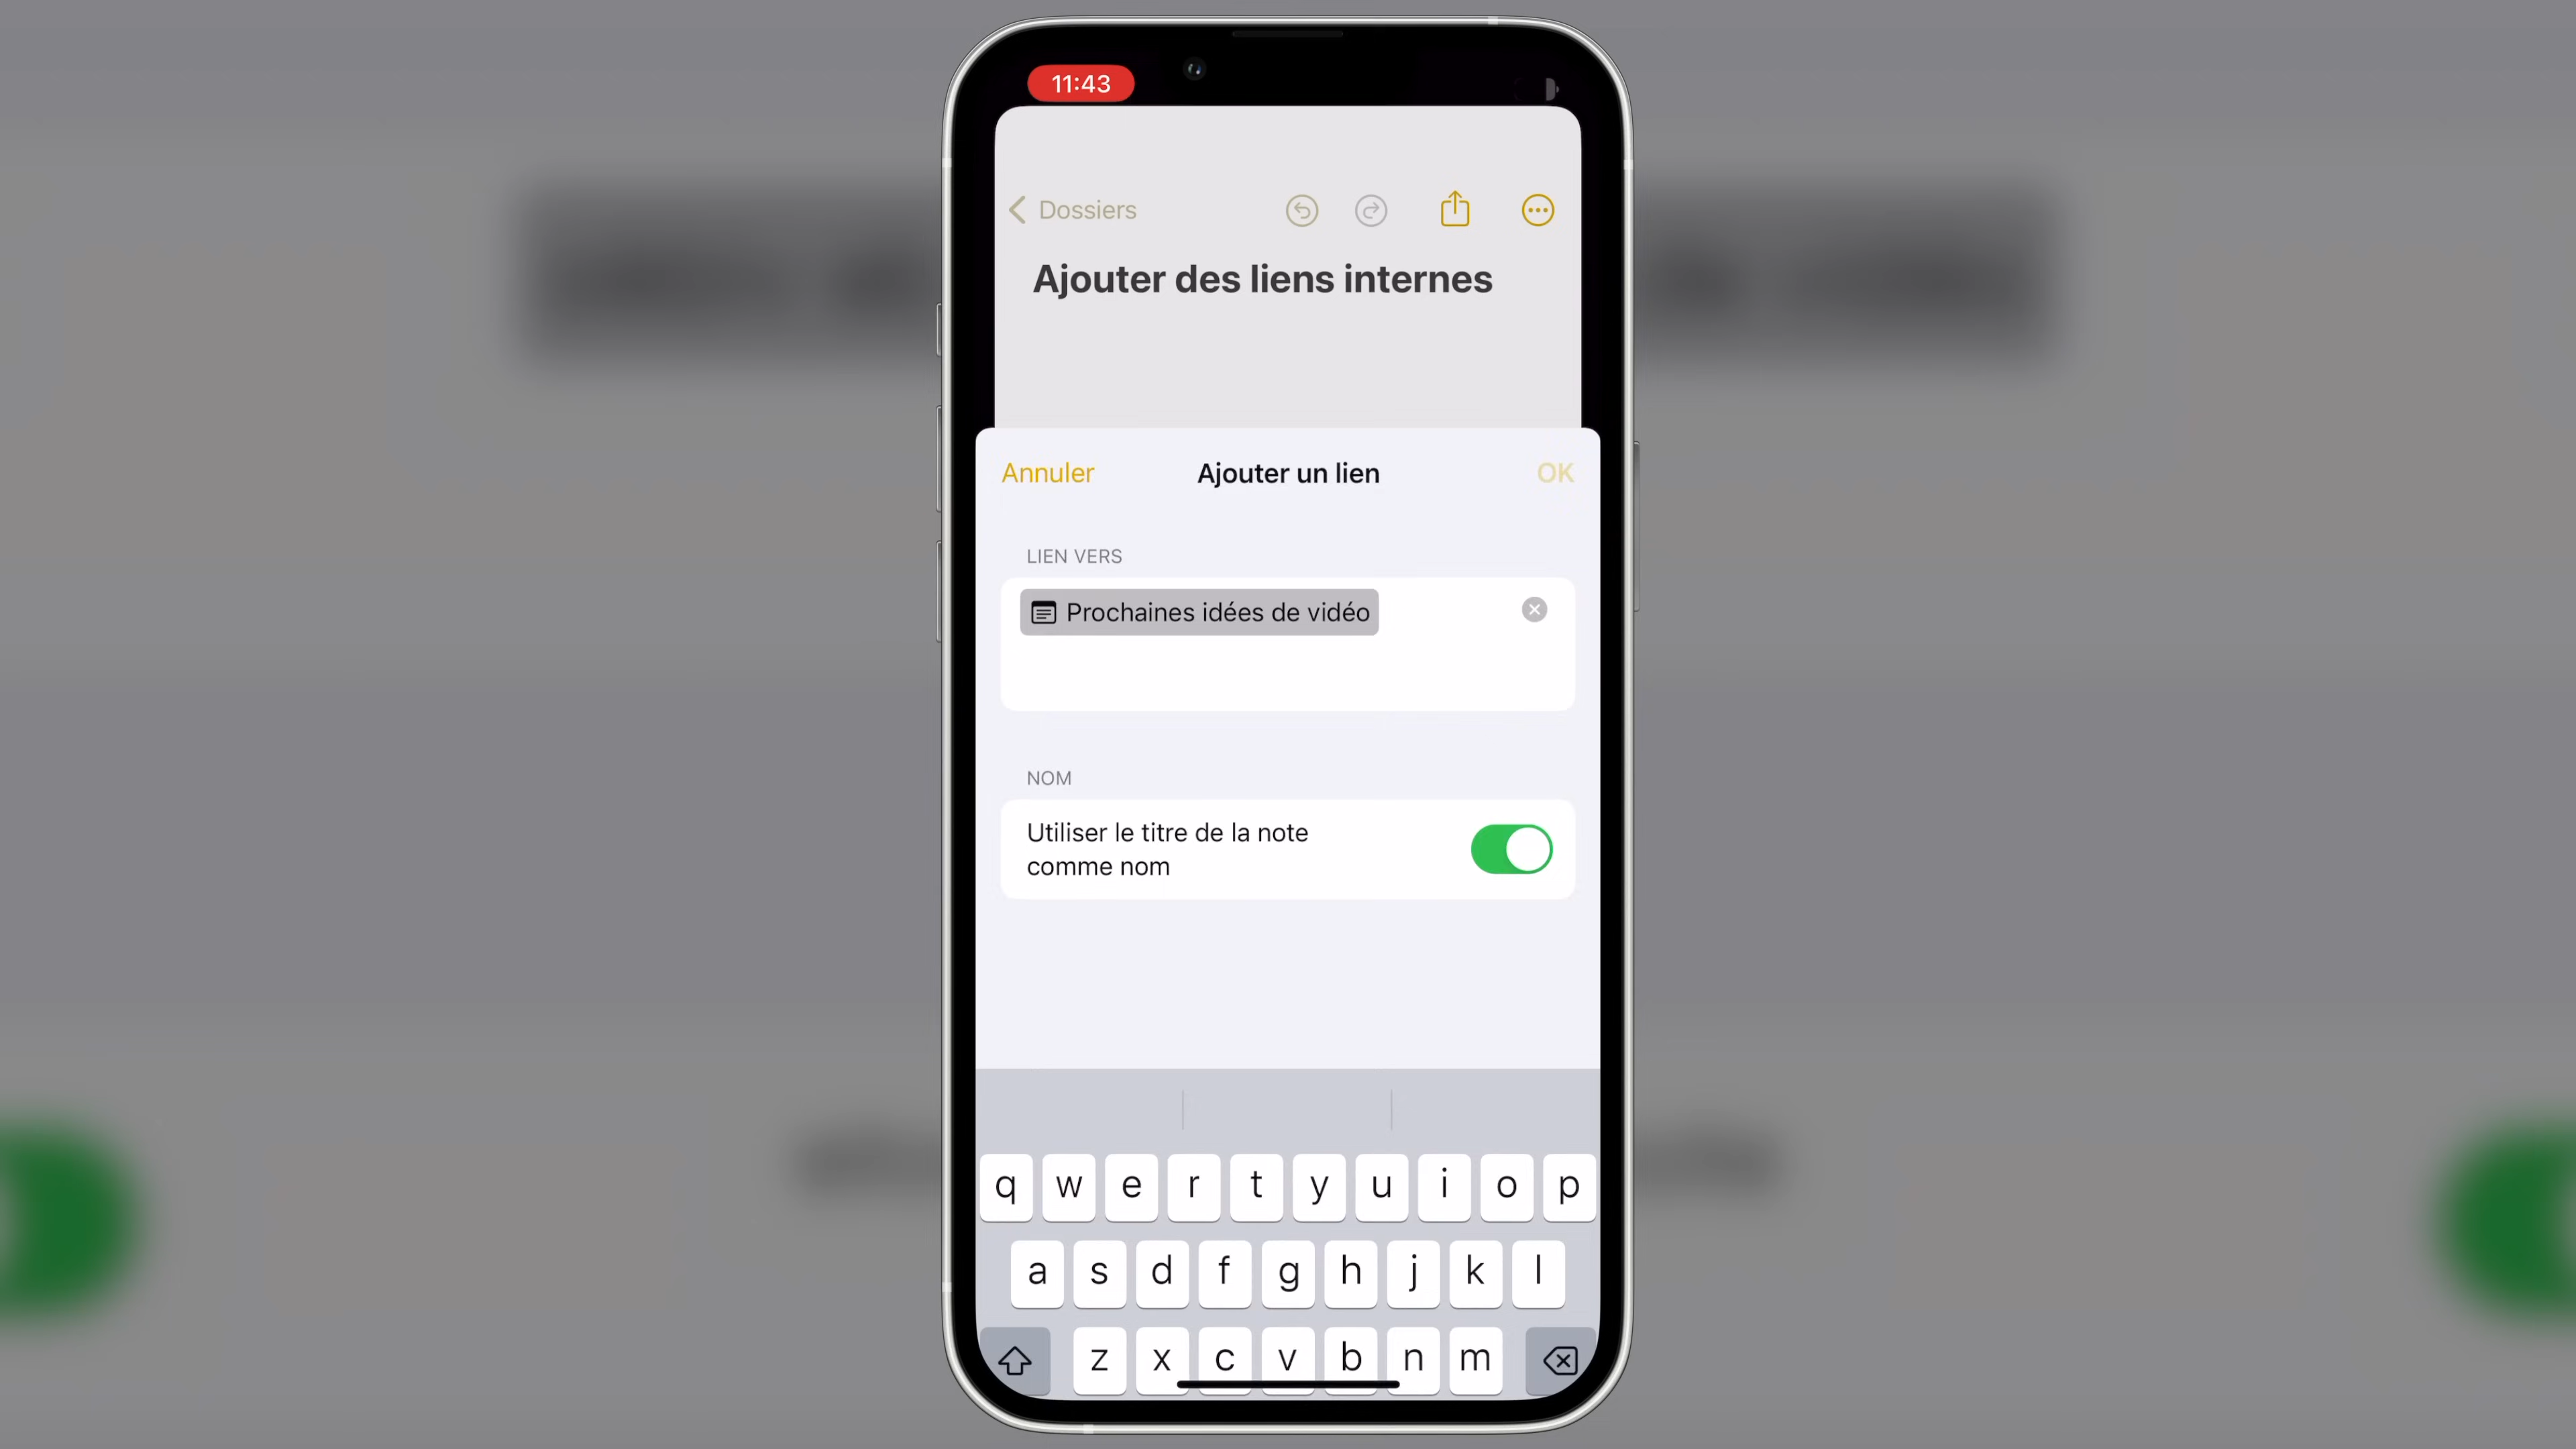 11:43
Dossiers
Ajouter des liens internes
Annuler
Ajouter un lien
OK
LIEN VERS
Prochaines idées de vidéo
NOM
Utiliser le titre de la note
comme nom
q w e r t y u i o p
a s d f g h j k l
z x c v b n m